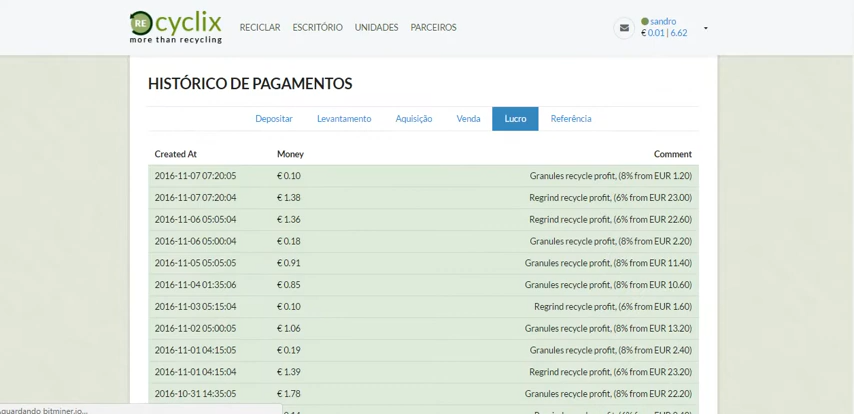 RE cyclix
more than recycling
RECICLAR ESCRITÓRIO UNIDADES PARCEIROS
sandro
€ 0.01 | 6.62
HISTÓRICO DE PAGAMENTOS
Depositar Levantamento Aquisição Venda Lucro Referência
Created At Money Comment
2016-11-07 07:20:05 € 0.10 Granules recycle profit, (8% from EUR 1.20)
2016-11-07 07:20:04 € 1.38 Regrind recycle profit, (6% from EUR 23.00)
2016-11-06 05:05:04 € 1.36 Regrind recycle profit, (6% from EUR 22.60)
2016-11-06 05:00:04 € 0.18 Granules recycle profit, (8% from EUR 2.20)
2016-11-05 05:05:05 € 0.91 Granules recycle profit, (8% from EUR 11.40)
2016-11-04 01:35:06 € 0.85 Granules recycle profit, (8% from EUR 10.60)
2016-11-03 05:15:04 € 0.10 Regrind recycle profit, (6% from EUR 1.60)
2016-11-02 05:00:05 € 1.06 Granules recycle profit, (8% from EUR 13.20)
2016-11-01 04:15:05 € 0.19 Granules recycle profit, (8% from EUR 2.40)
2016-11-01 04:15:04 € 1.39 Regrind recycle profit, (6% from EUR 23.20)
2016-10-31 14:35:05 € 1.78 Granules recycle profit, (8% from EUR 22.20)
guardando bitminer.io...